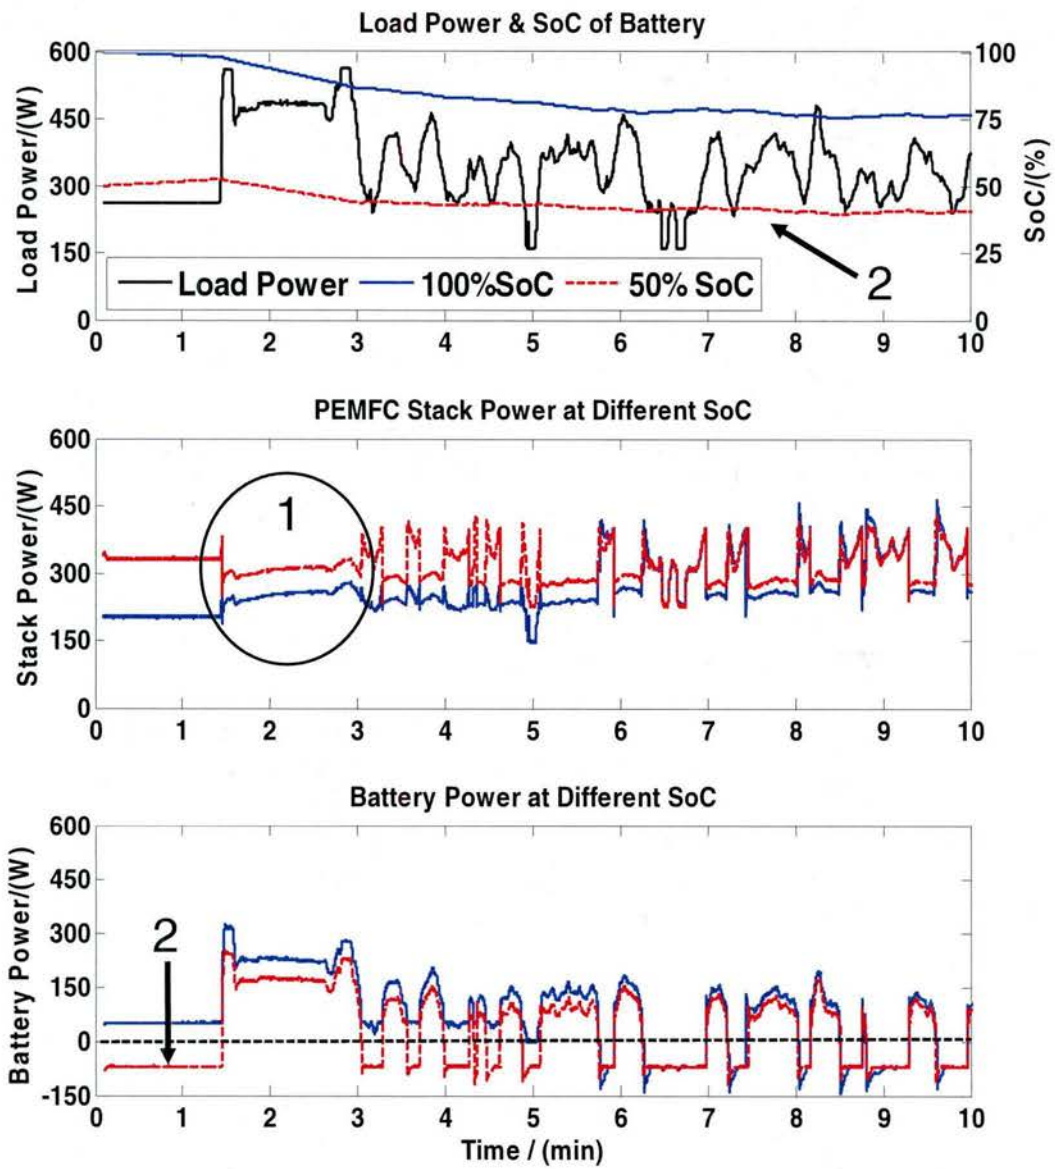 Load Power & SoC of Battery
600
450
300
150
0
100
75
50
25
0
Load Power/(W)
SoC/(%)
2
Load Power 100%SoC 50% SoC
0 1 2 3 4 5 6 7 8 9 10
PEMFC Stack Power at Different SoC
600
450
300
150
0
Stack Power/(W)
1
0 1 2 3 4 5 6 7 8 9 10
Battery Power at Different SoC
600
450
300
150
0
-150
Battery Power/(W)
2
0 1 2 3 4 5 6 7 8 9 10
Time / (min)